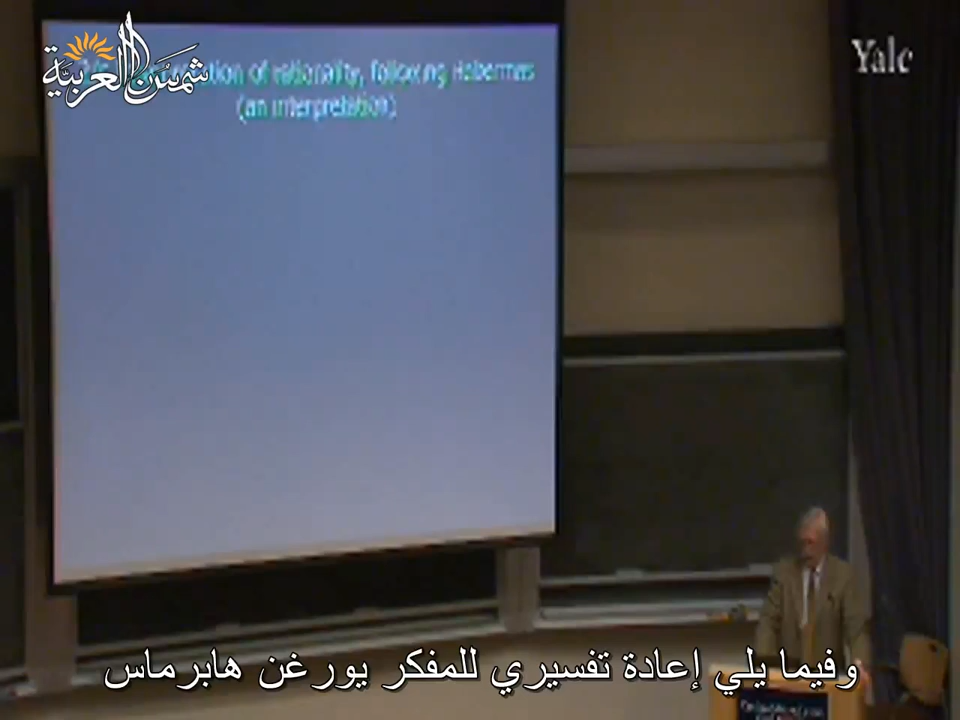 شمس العربية
Yale
of rationality, following Habermas
(an interpretation)
وفيما يلي إعادة تفسيري للمفكر يورغن هابرماس